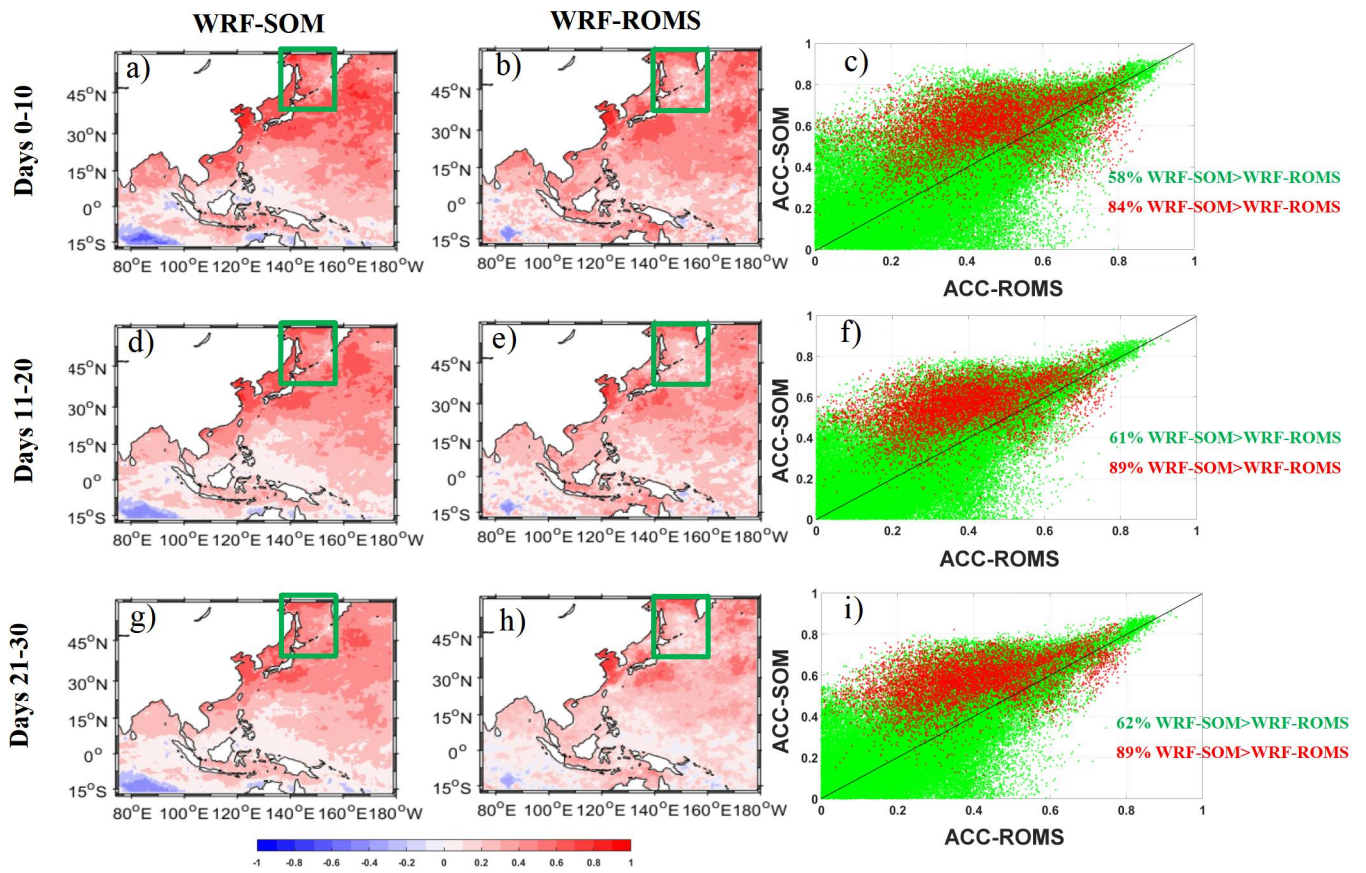 WRF-SOM
WRF-ROMS
Days 0-10
a)
45°N
30°N
15°N
0°
15°S
80°E 100°E 120°E 140°E 160°E 180°W
b)
45°N
30°N
15°N
0°
15°S
80°E 100°E 120°E 140°E 160°E 180°W
c)
ACC-SOM
1
0.8
0.6
0.4
0.2
0
0 0.2 0.4 0.6 0.8 1
ACC-ROMS
58% WRF-SOM>WRF-ROMS
84% WRF-SOM>WRF-ROMS
Days 11-20
d)
45°N
30°N
15°N
0°
15°S
80°E 100°E 120°E 140°E 160°E 180°W
e)
45°N
30°N
15°N
0°
15°S
80°E 100°E 120°E 140°E 160°E 180°W
f)
ACC-SOM
1
0.8
0.6
0.4
0.2
0
0 0.2 0.4 0.6 0.8 1
ACC-ROMS
61% WRF-SOM>WRF-ROMS
89% WRF-SOM>WRF-ROMS
Days 21-30
g)
45°N
30°N
15°N
0°
15°S
80°E 100°E 120°E 140°E 160°E 180°W
h)
45°N
30°N
15°N
0°
15°S
80°E 100°E 120°E 140°E 160°E 180°W
i)
ACC-SOM
1
0.8
0.6
0.4
0.2
0
0 0.2 0.4 0.6 0.8 1
ACC-ROMS
62% WRF-SOM>WRF-ROMS
89% WRF-SOM>WRF-ROMS
-1 -0.8 -0.6 -0.4 -0.2 0 0.2 0.4 0.6 0.8 1